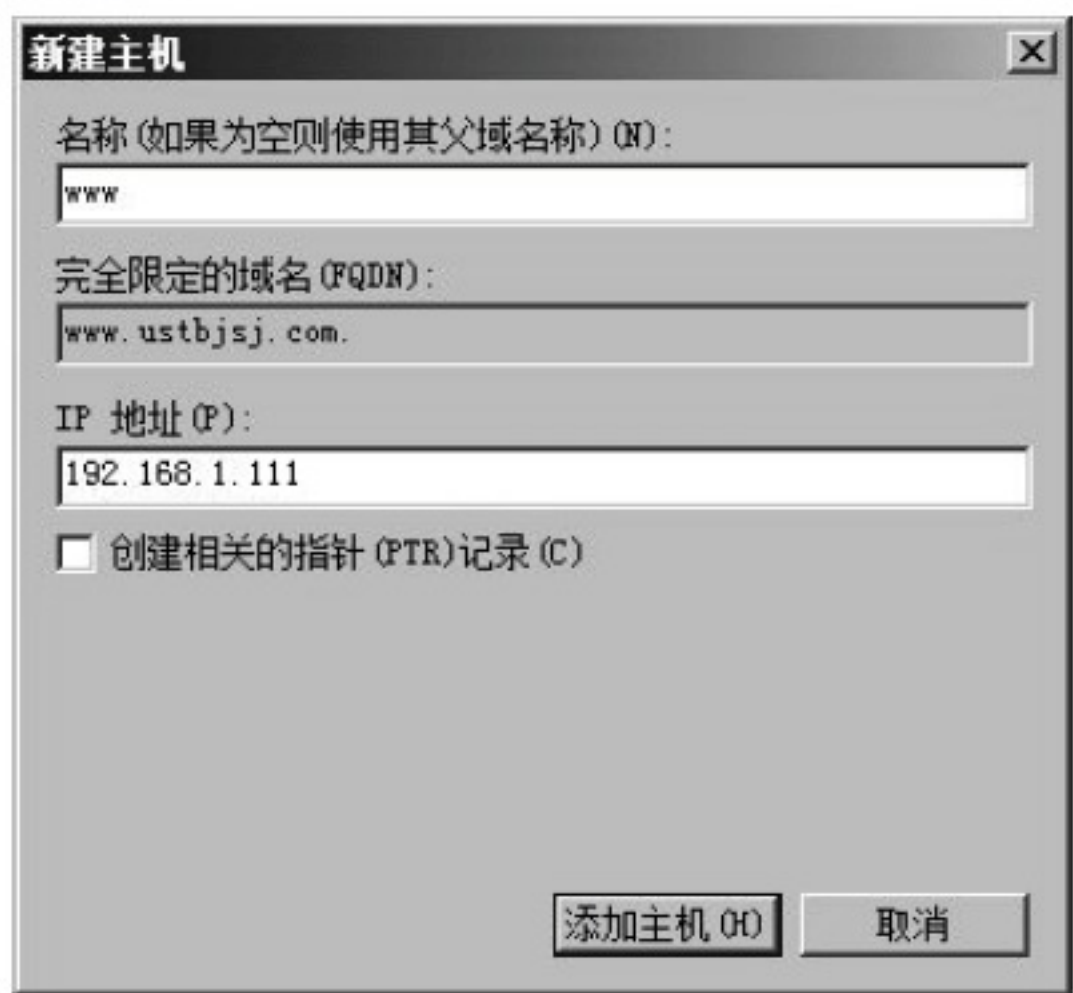 新建主机
名称(如果为空则使用其父域名称)(N):
www
完全限定的域名(FQDN):
www.ustbjsj.com.
IP 地址(P):
192.168.1.111
创建相关的指针(PTR)记录(C)
添加主机(H) 取消